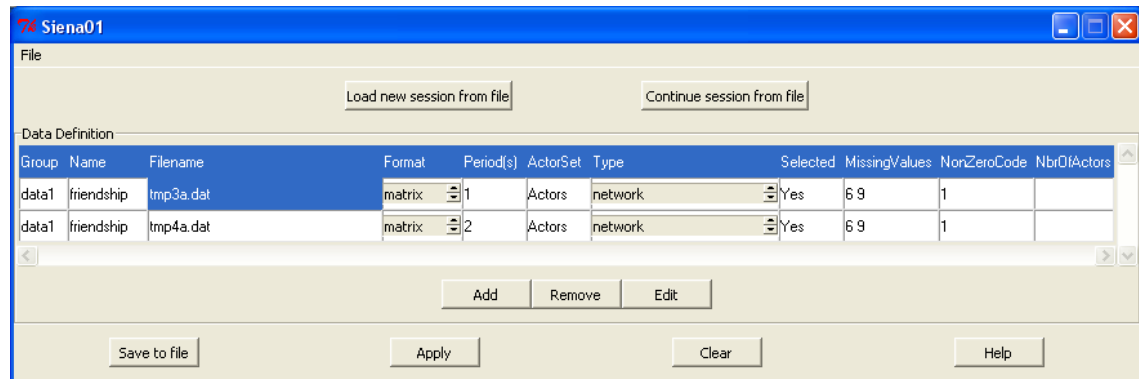 Siena01
File
Load new session from file Continue session from file
Data Definition
Group Name Filename Format Period(s) ActorSet Type Selected MissingValues NonZeroCode NbrOfActors
data1 friendship tmp3a.dat matrix 1 Actors network Yes 6 9 1
data1 friendship tmp4a.dat matrix 2 Actors network Yes 6 9 1
Add Remove Edit
Save to file Apply Clear Help